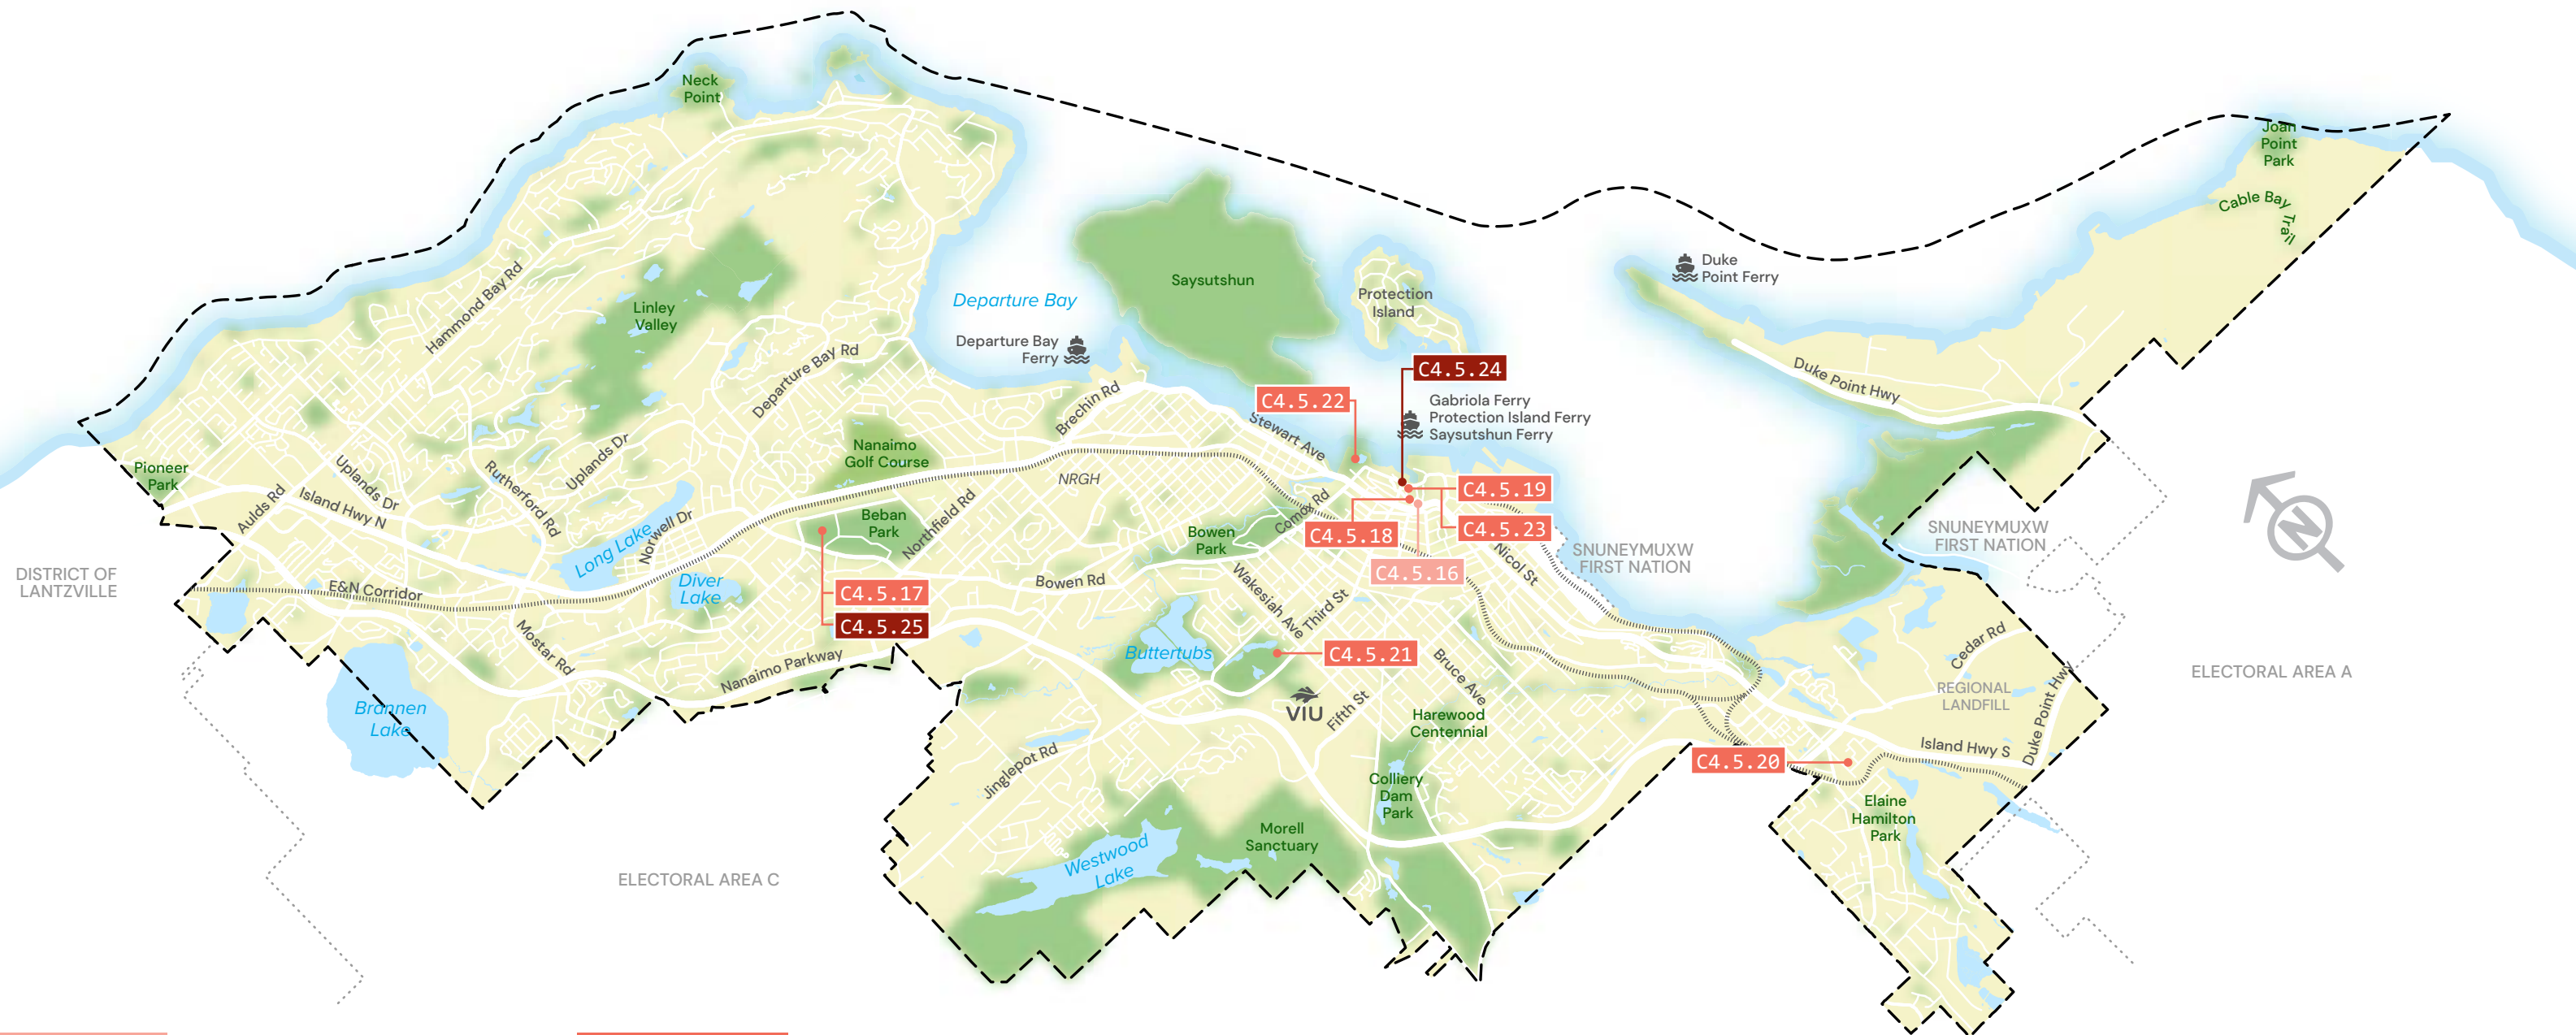 Neck
Point
Joan
Point
Park
Cable Bay
Trail
Hammond Bay Rd
Linley
Valley
Departure Bay
Saysutshun
Protection
Island
Duke
Point Ferry
Departure Bay
Ferry
Departure Bay Rd
Brechin Rd
C4.5.24
C4.5.22
Gabriola Ferry
Protection Island Ferry
Saysutshun Ferry
Stewart Ave
Duke Point Hwy
Nanaimo
Golf Course
Pioneer
Park
Uplands Dr
Uplands Dr
Rutherford Rd
Aulds Rd
Island Hwy N
NRGH
C4.5.19
Comox Rd
Beban
Park
Northfield Rd
Norwell Dr
Long Lake
Bowen
Park
C4.5.18
C4.5.23
SNUNEYMUXW
FIRST NATION
SNUNEYMUXW
FIRST NATION
Nicol St
C4.5.16
DISTRICT OF
LANTZVILLE
E&N Corridor
Diver
Lake
Bowen Rd
C4.5.17
C4.5.25
Wakesiah Ave
Third St
Mostar Rd
Nanaimo Parkway
Buttertubs
C4.5.21
Bruce Ave
Cedar Rd
ELECTORAL AREA A
REGIONAL
LANDFILL
Duke Point Hwy
Brannen
Lake
VIU
Fifth St
Harewood
Centennial
Island Hwy S
C4.5.20
Jinglepot Rd
Colliery
Dam
Park
Elaine
Hamilton
Park
Morell
Sanctuary
Westwood
Lake
ELECTORAL AREA C
N